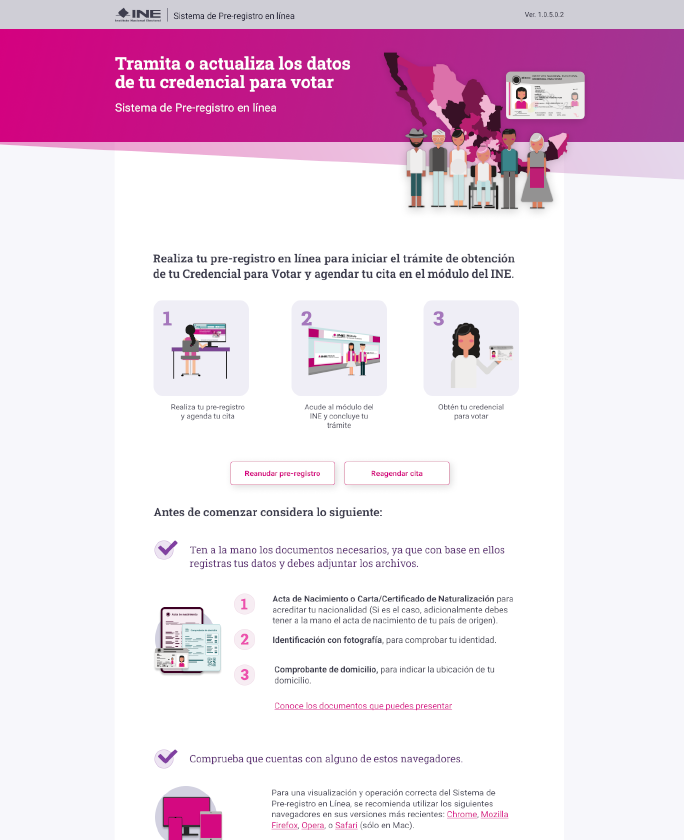 INE
Instituto Nacional Electoral
Sistema de Pre-registro en línea
Ver. 1.0.5.0.2
Tramita o actualiza los datos
de tu credencial para votar
Sistema de Pre-registro en línea
Realiza tu pre-registro en línea para iniciar el trámite de obtención
de tu Credencial para Votar y agendar tu cita en el módulo del INE.
1
2
3
INE
Realiza tu pre-registro
y agenda tu cita
Acude al módulo del
INE y concluye tu
trámite
Obtén tu credencial
para votar
Reanudar pre-registro
Reagendar cita
Antes de comenzar considera lo siguiente:
Ten a la mano los documentos necesarios, ya que con base en ellos
registras tus datos y debes adjuntar los archivos.
1
Acta de Nacimiento o Carta/Certificado de Naturalización para
acreditar tu nacionalidad (Si es el caso, adicionalmente debes
tener a la mano el acta de nacimiento de tu país de origen).
2
Identificación con fotografía, para comprobar tu identidad.
3
Comprobante de domicilio, para indicar la ubicación de tu
domicilio.
Conoce los documentos que puedes presentar
Comprueba que cuentas con alguno de estos navegadores.
Para una visualización y operación correcta del Sistema de
Pre-registro en Línea, se recomienda utilizar los siguientes
navegadores en sus versiones más recientes: Chrome, Mozilla
Firefox, Opera, o Safari (sólo en Mac).